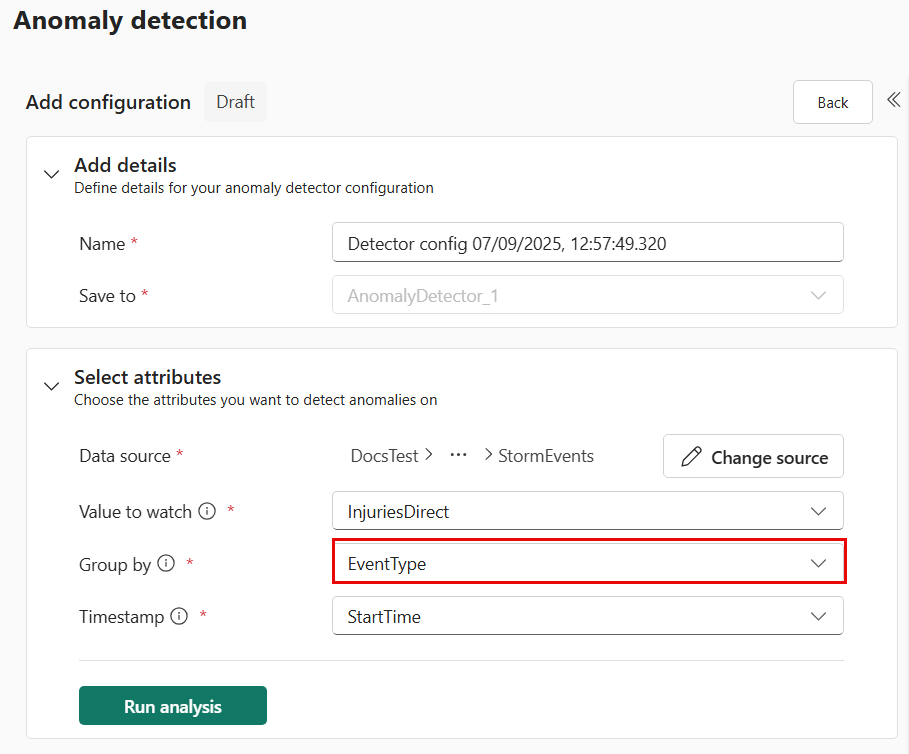 Anomaly detection
Add configuration Draft Back
Add details
Define details for your anomaly detector configuration
Name * Detector config 07/09/2025, 12:57:49.320
Save to * AnomalyDetector_1
Select attributes
Choose the attributes you want to detect anomalies on
Data source * DocsTest > ··· > StormEvents Change source
Value to watch * InjuriesDirect
Group by * EventType
Timestamp * StartTime
Run analysis